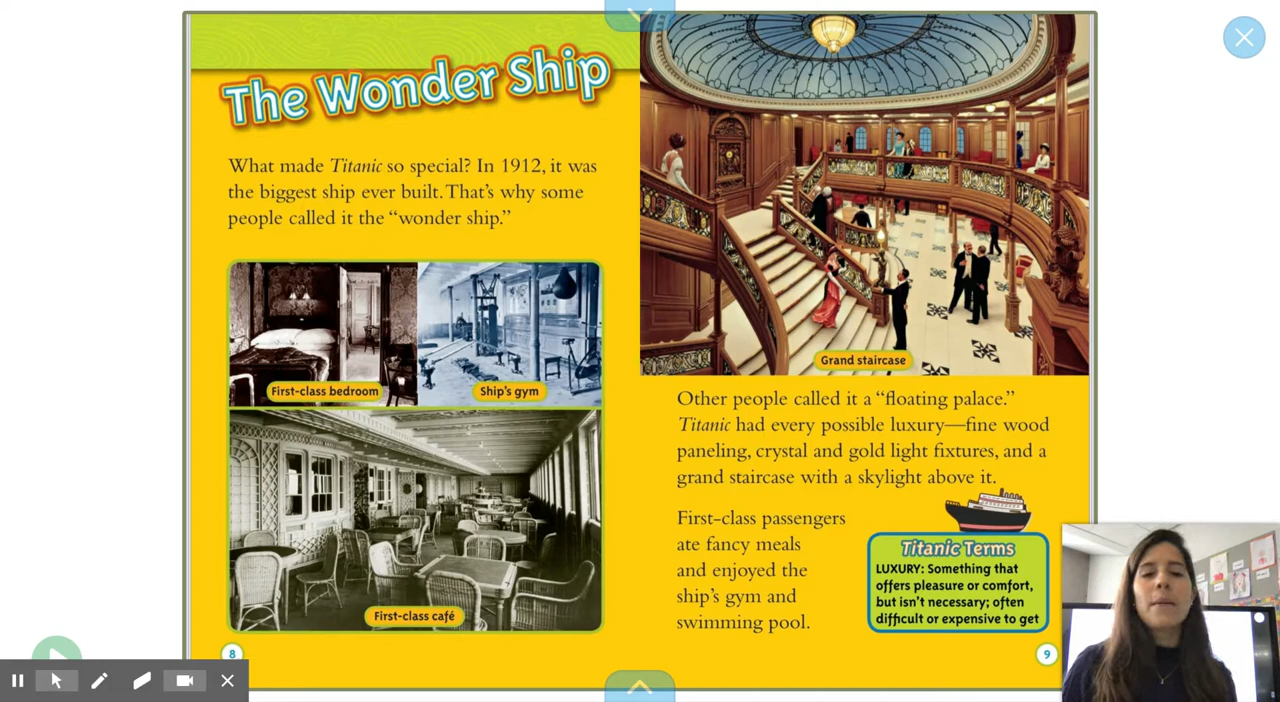 The Wonder Ship
What made Titanic so special? In 1912, it was
the biggest ship ever built. That's why some
people called it the “wonder ship.”
First-class bedroom
Ship's gym
First-class café
8
Grand staircase
Other people called it a “floating palace.”
Titanic had every possible luxury—fine wood
paneling, crystal and gold light fixtures, and a
grand staircase with a skylight above it.
First-class passengers
ate fancy meals
and enjoyed the
ship's gym and
swimming pool.
Titanic Terms
LUXURY: Something that
offers pleasure or comfort,
but isn't necessary; often
difficult or expensive to get
9